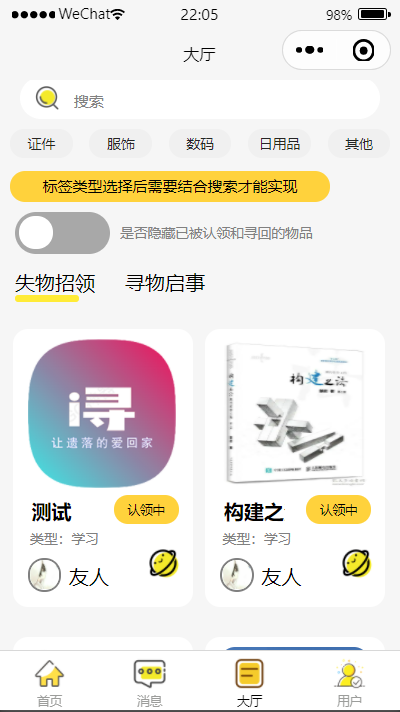 WeChat 22:05 98%
大厅
搜索
证件 服饰 数码 日用品 其他
标签类型选择后需要结合搜索才能实现
是否隐藏已被认领和寻回的物品
失物招领 寻物启事
i寻
让遗落的爱回家
构建之法
测试 认领中
类型：学习
友人
构建之 认领中
类型：学习
友人
首页 消息 大厅 用户